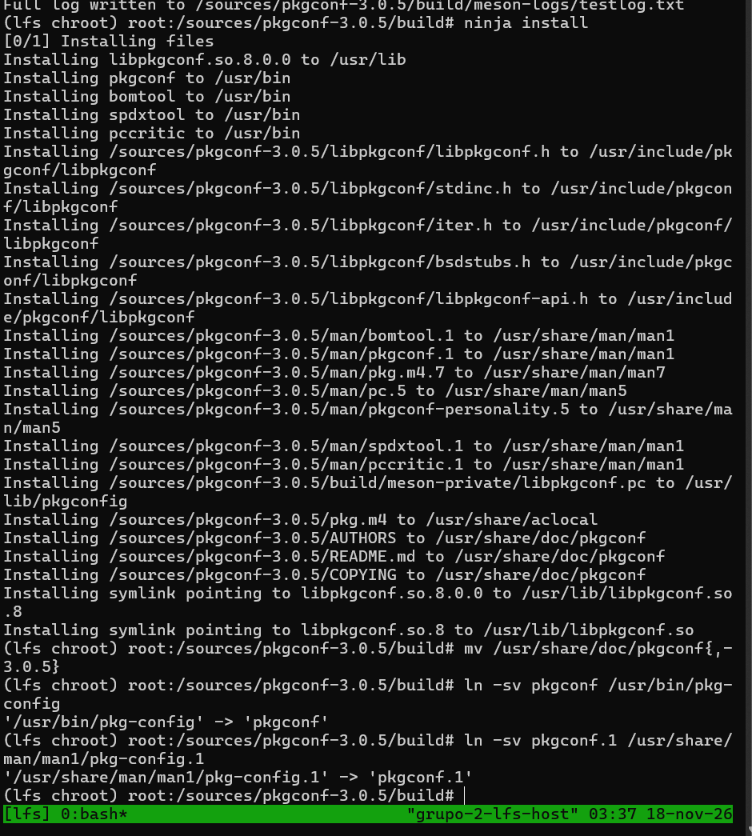 Full log written to /sources/pkgconf-3.0.5/build/meson-logs/testlog.txt
(lfs chroot) root:/sources/pkgconf-3.0.5/build# ninja install
[0/1] Installing files
Installing libpkgconf.so.8.0.0 to /usr/lib
Installing pkgconf to /usr/bin
Installing bomtool to /usr/bin
Installing spdxtool to /usr/bin
Installing pccritic to /usr/bin
Installing /sources/pkgconf-3.0.5/libpkgconf/libpkgconf.h to /usr/include/pk
gconf/libpkgconf
Installing /sources/pkgconf-3.0.5/libpkgconf/stdinc.h to /usr/include/pkgcon
f/libpkgconf
Installing /sources/pkgconf-3.0.5/libpkgconf/iter.h to /usr/include/pkgconf/
libpkgconf
Installing /sources/pkgconf-3.0.5/libpkgconf/bsdstubs.h to /usr/include/pkgc
onf/libpkgconf
Installing /sources/pkgconf-3.0.5/libpkgconf/libpkgconf-api.h to /usr/includ
e/pkgconf/libpkgconf
Installing /sources/pkgconf-3.0.5/man/bomtool.1 to /usr/share/man/man1
Installing /sources/pkgconf-3.0.5/man/pkgconf.1 to /usr/share/man/man1
Installing /sources/pkgconf-3.0.5/man/pkg.m4.7 to /usr/share/man/man7
Installing /sources/pkgconf-3.0.5/man/pc.5 to /usr/share/man/man5
Installing /sources/pkgconf-3.0.5/man/pkgconf-personality.5 to /usr/share/ma
n/man5
Installing /sources/pkgconf-3.0.5/man/spdxtool.1 to /usr/share/man/man1
Installing /sources/pkgconf-3.0.5/man/pccritic.1 to /usr/share/man/man1
Installing /sources/pkgconf-3.0.5/build/meson-private/libpkgconf.pc to /usr/
lib/pkgconfig
Installing /sources/pkgconf-3.0.5/pkg.m4 to /usr/share/aclocal
Installing /sources/pkgconf-3.0.5/AUTHORS to /usr/share/doc/pkgconf
Installing /sources/pkgconf-3.0.5/README.md to /usr/share/doc/pkgconf
Installing /sources/pkgconf-3.0.5/COPYING to /usr/share/doc/pkgconf
Installing symlink pointing to libpkgconf.so.8.0.0 to /usr/lib/libpkgconf.so
.8
Installing symlink pointing to libpkgconf.so.8 to /usr/lib/libpkgconf.so
(lfs chroot) root:/sources/pkgconf-3.0.5/build# mv /usr/share/doc/pkgconf{,-
3.0.5}
(lfs chroot) root:/sources/pkgconf-3.0.5/build# ln -sv pkgconf /usr/bin/pkg-
config
'/usr/bin/pkg-config' -> 'pkgconf'
(lfs chroot) root:/sources/pkgconf-3.0.5/build# ln -sv pkgconf.1 /usr/share/
man/man1/pkg-config.1
'/usr/share/man/man1/pkg-config.1' -> 'pkgconf.1'
(lfs chroot) root:/sources/pkgconf-3.0.5/build#
[lfs] 0:bash* "grupo-2-lfs-host" 03:37 18-nov-26